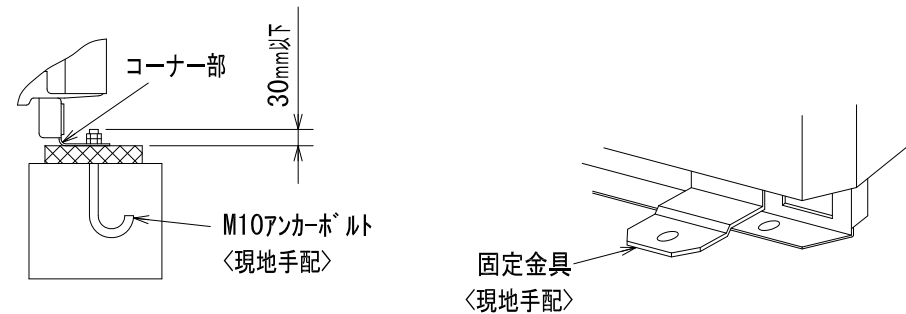 コーナー部
30mm以下
M10アンカーボルト
〈現地手配〉
固定金具
〈現地手配〉